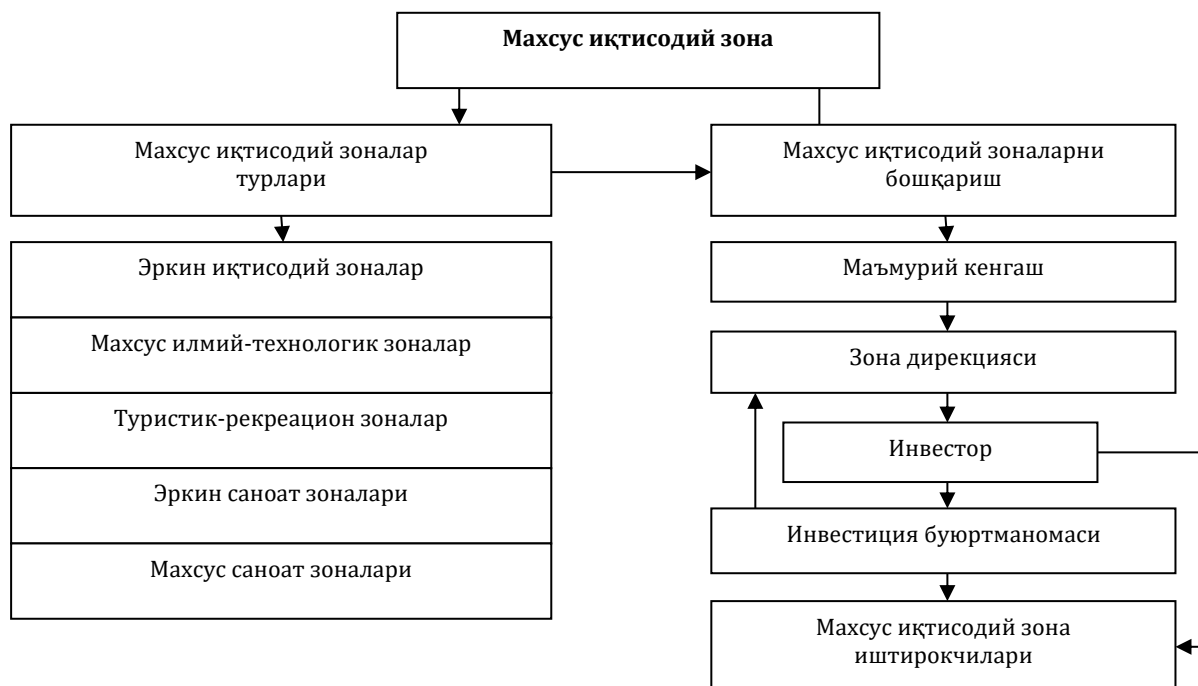 Махсус иқтисодий зона
Махсус иқтисодий зоналар
турлари
Эркин иқтисодий зоналар
Махсус илмий-технологик зоналар
Туристик-рекреацион зоналар
Эркин саноат зоналари
Махсус саноат зоналари
Махсус иқтисодий зоналарни
бошқариш
Маъмурий кенгаш
Зона дирекцияси
Инвестор
Инвестиция буюртманомаси
Махсус иқтисодий зона
иштирокчилари